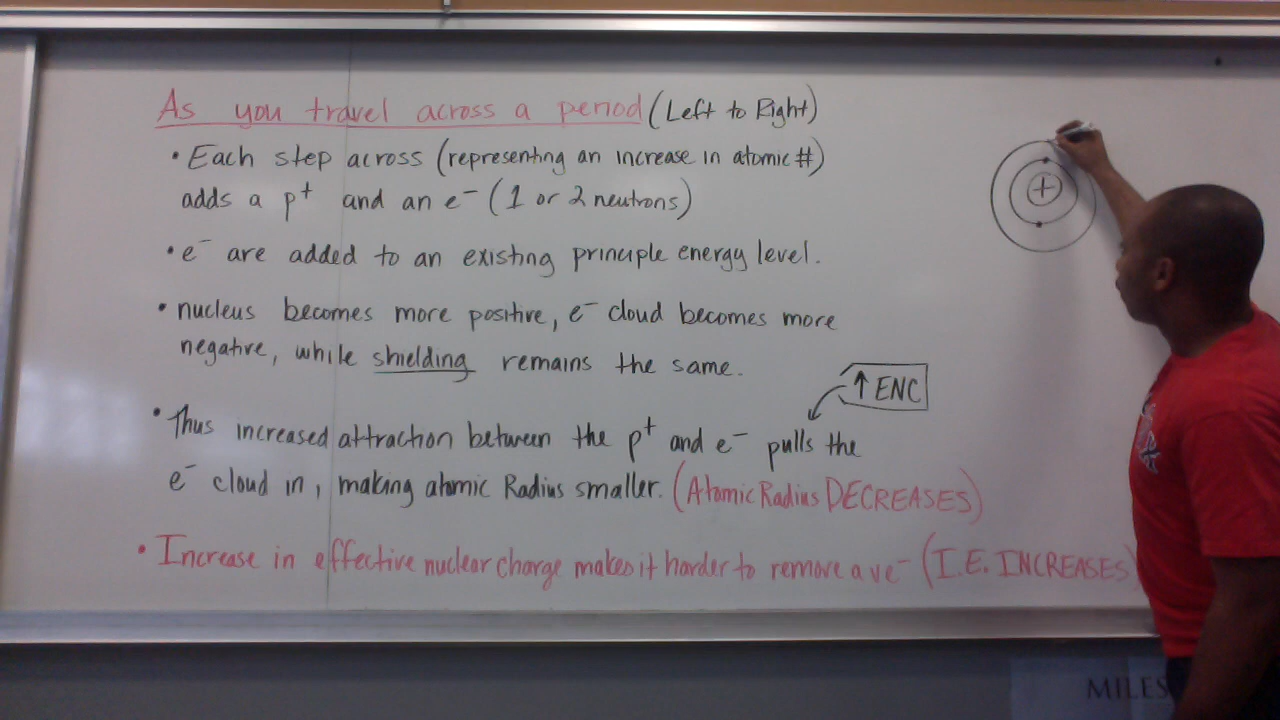 As you travel across a period (Left to Right)
• Each step across (representing an increase in atomic #)
adds a p⁺ and an e⁻ (1 or 2 neutrons)
• e⁻ are added to an existing principle energy level.
• nucleus becomes more positive, e⁻ cloud becomes more
negative, while shielding remains the same.
↑ ENC
• Thus increased attraction between the p⁺ and e⁻ pulls the
e⁻ cloud in, making atomic Radius smaller. (Atomic Radius DECREASES)
• Increase in effective nuclear charge makes it harder to remove a ve⁻ (I.E. INCREASES)
+
MILES